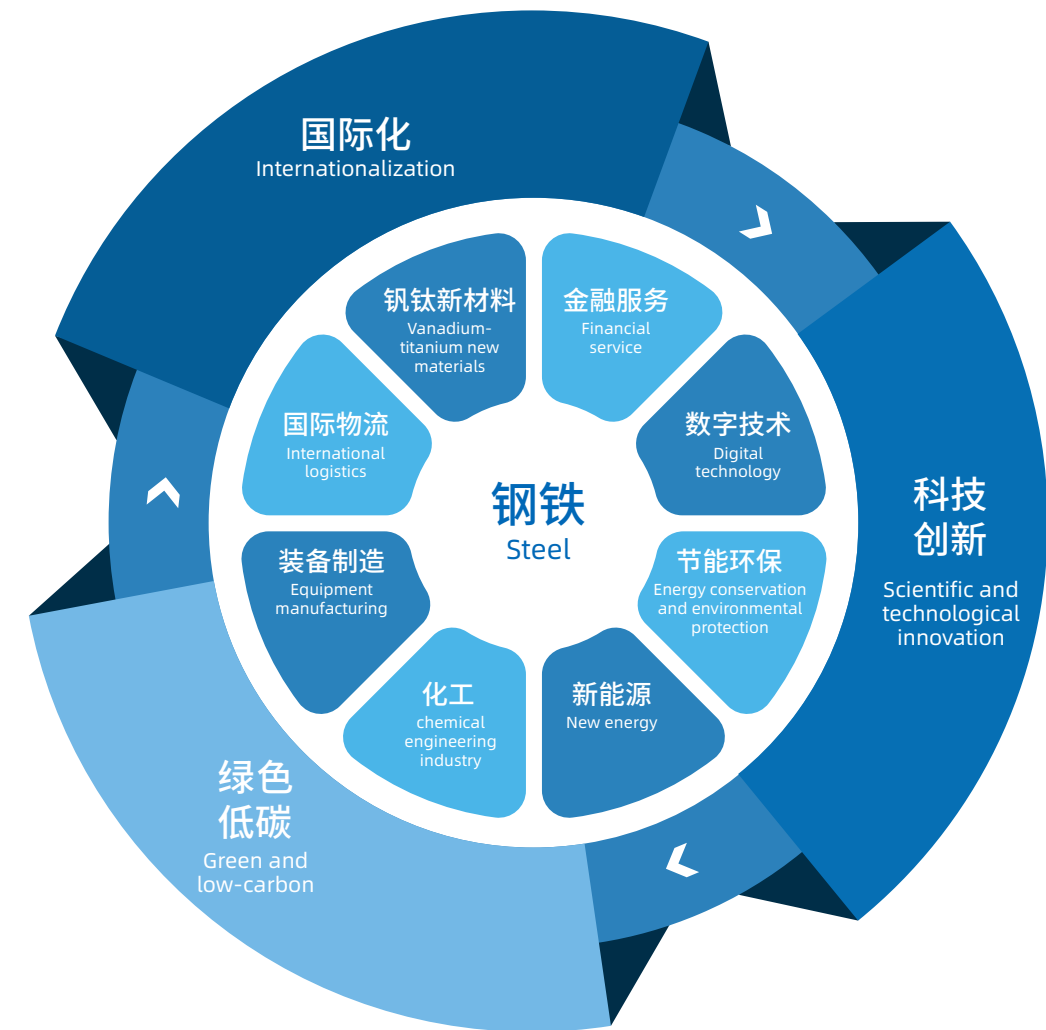 国际化
Internationalization
钒钛新材料
Vanadium-
titanium new
materials
金融服务
Financial
service
国际物流
International
logistics
数字技术
Digital
technology
钢铁
Steel
科技
创新
Scientific and
technological
innovation
装备制造
Equipment
manufacturing
节能环保
Energy conservation
and environmental
protection
化工
chemical
engineering
industry
新能源
New energy
绿色
低碳
Green and
low-carbon